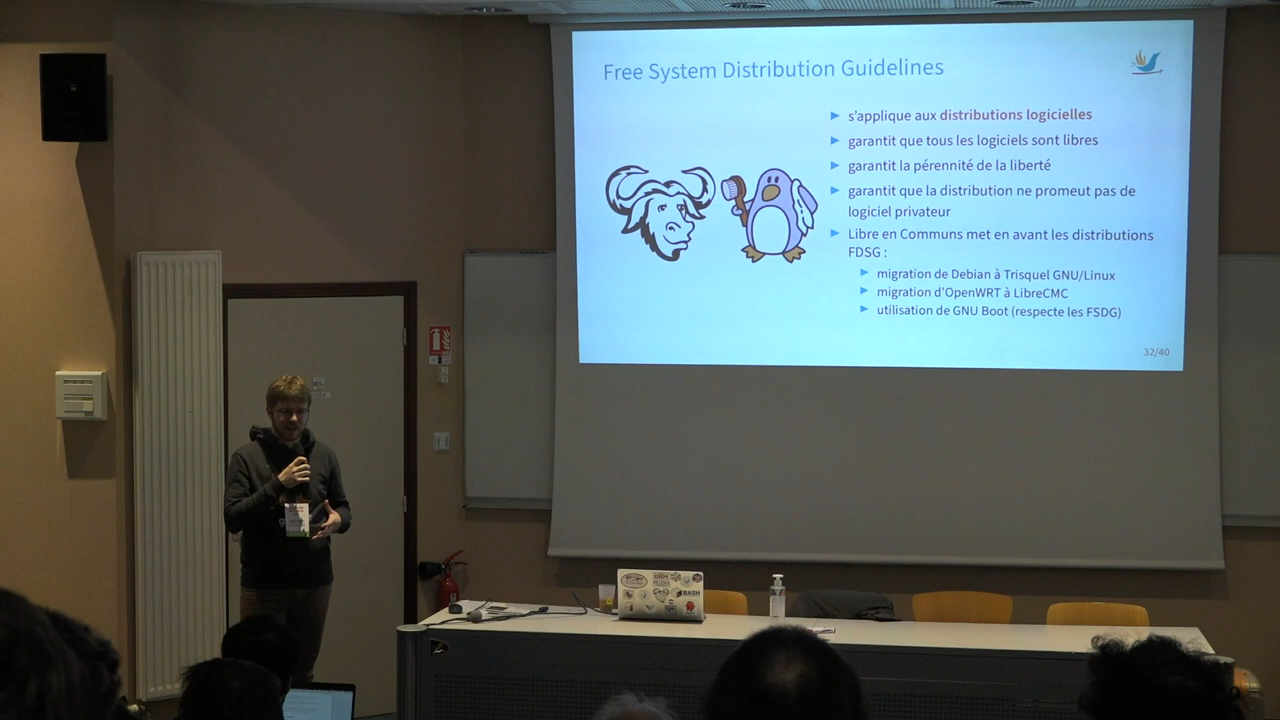 Free System Distribution Guidelines
s'applique aux distributions logicielles
garantit que tous les logiciels sont libres
garantit la pérennité de la liberté
garantit que la distribution ne promeut pas de
logiciel privateur
Libre en Communs met en avant les distributions
FDSG :
migration de Debian à Trisquel GNU/Linux
migration d'OpenWRT à LibreCMC
utilisation de GNU Boot (respecte les FSDG)
32/40
BASH